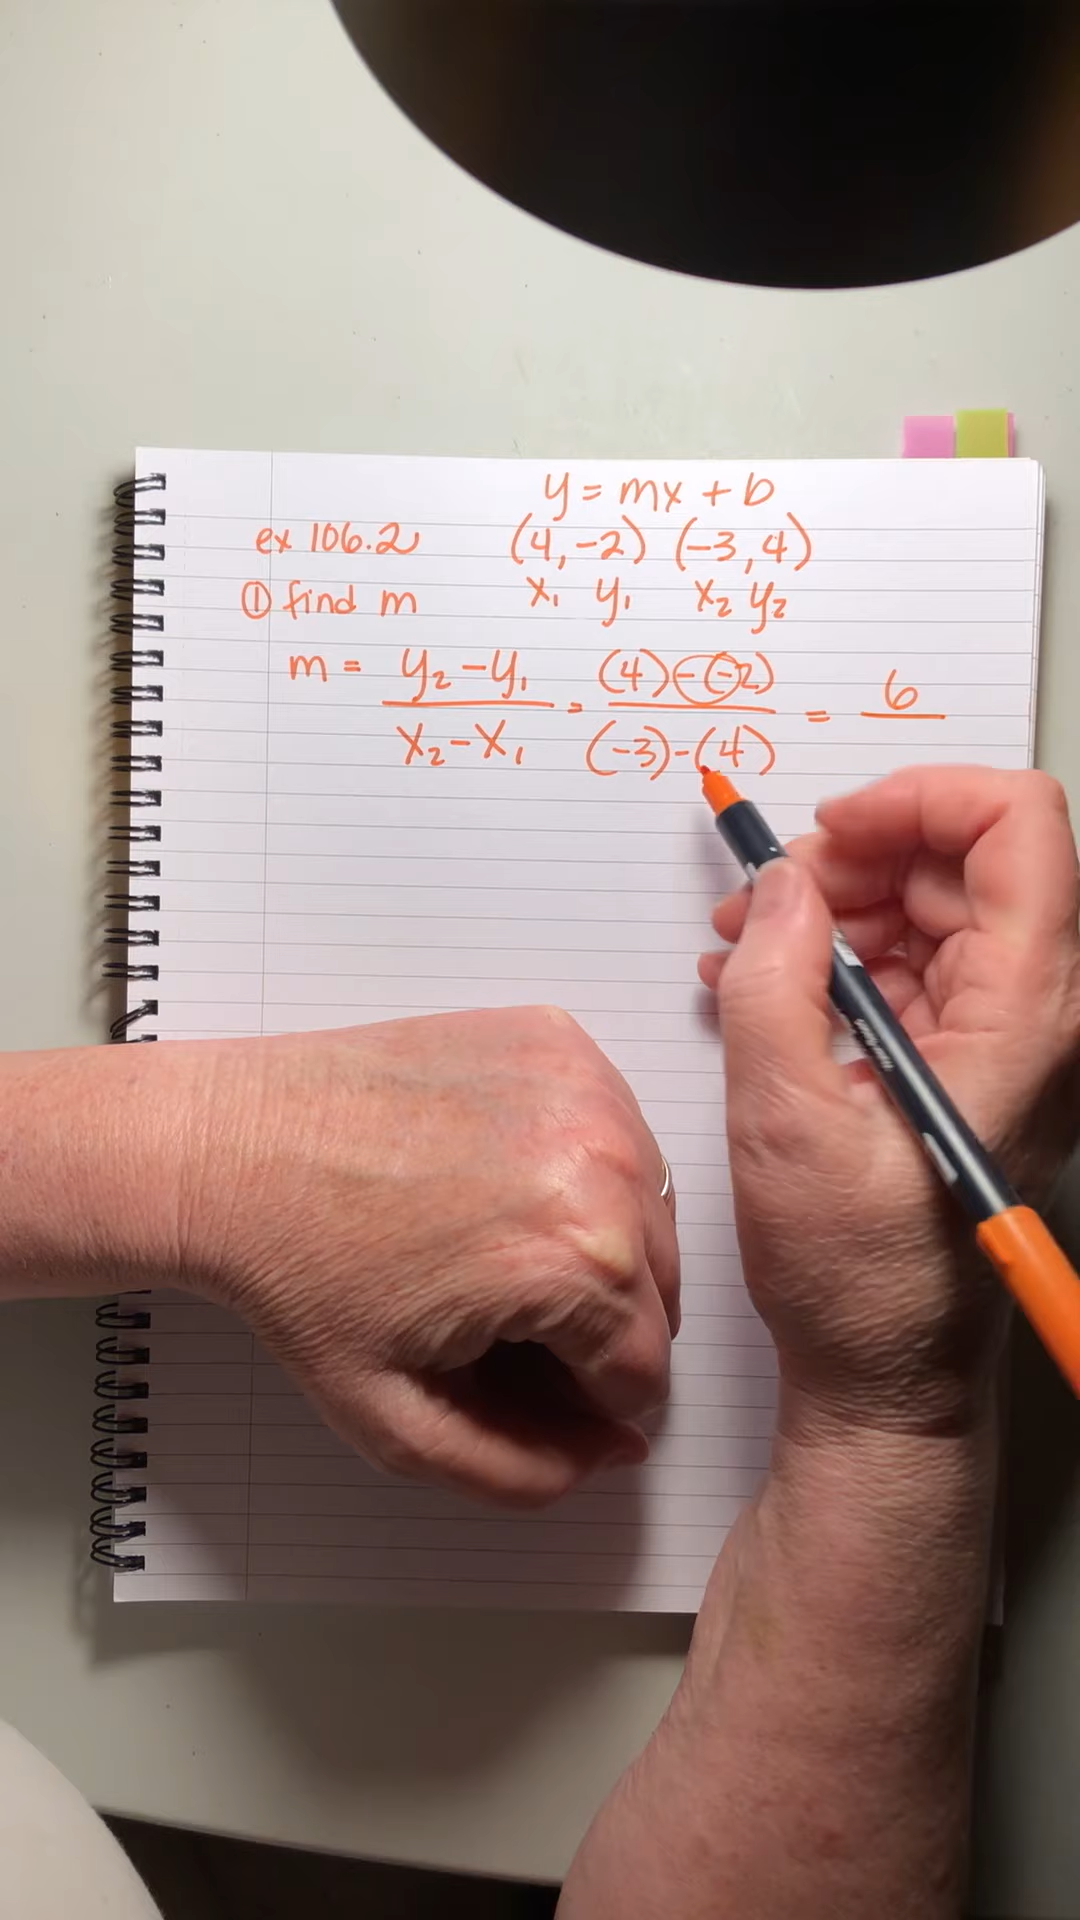 y = mx + b
ex 106.2 (4, -2) (-3, 4)
① find m x₁ y₁ x₂ y₂
m = y₂ - y₁ / x₂ - x₁ = (4) - (-2) / (-3) - (4) = 6 /